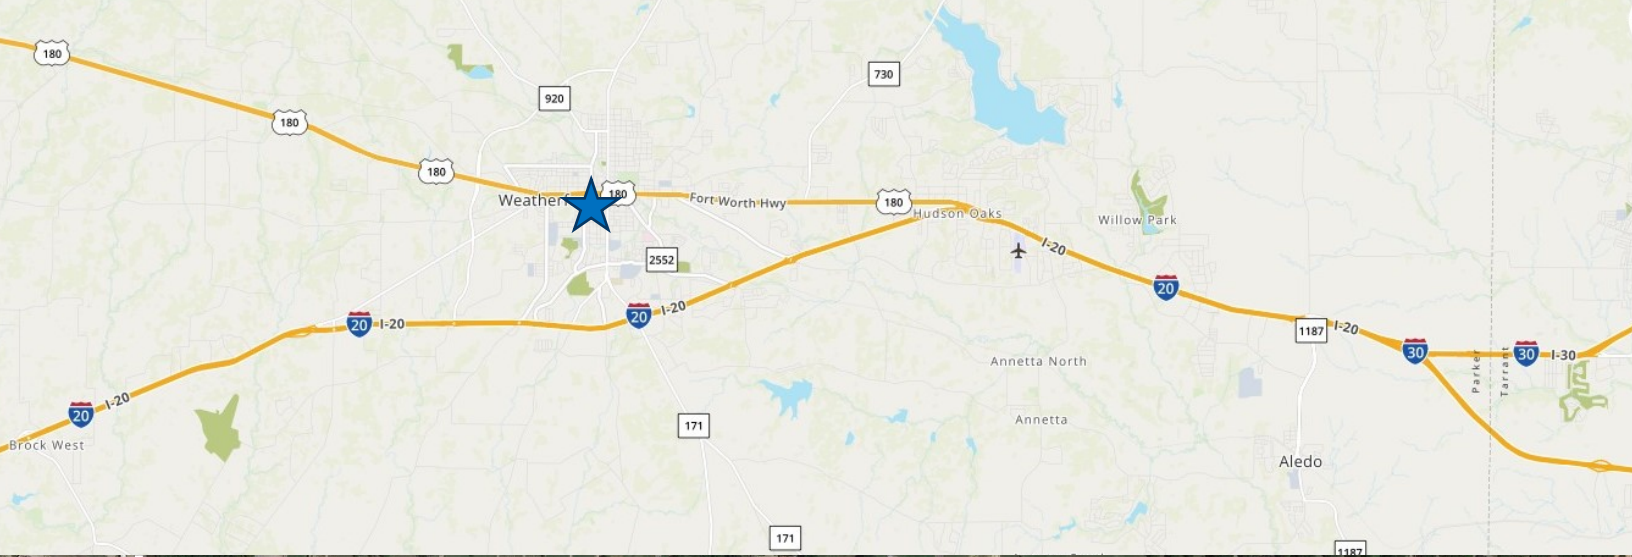 180
730
920
180
180
Weatherf
180
Fort Worth Hwy
180
Hudson Oaks
Willow Park
I-20
2552
20
20
I-20
20
I-20
1187
I-20
30
30
I-30
Parker
Tarrant
Annetta North
20
I-20
Annetta
171
Brock West
Aledo
171
1187